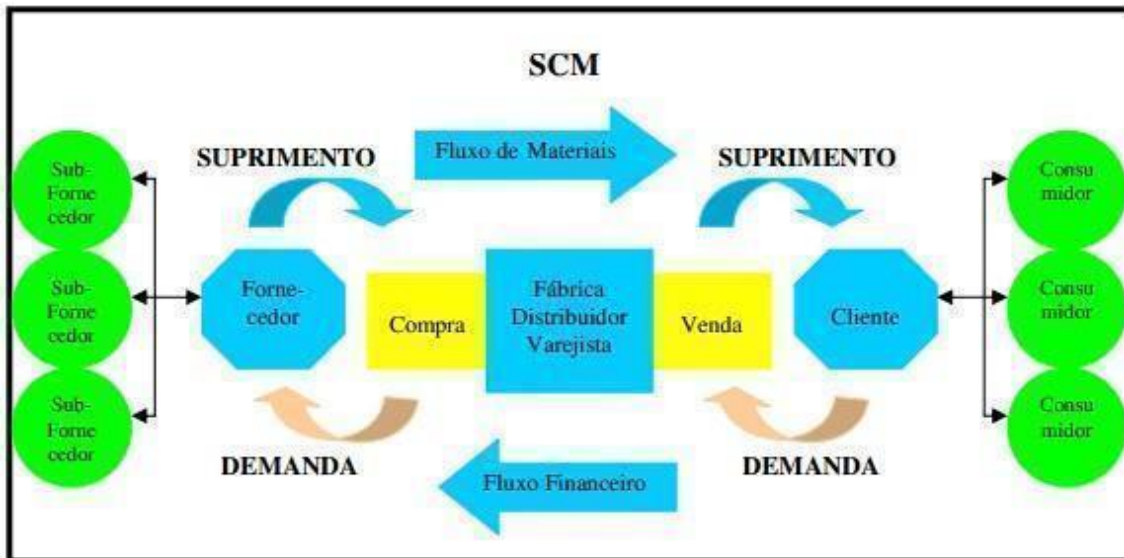 SCM
Fluxo de Materiais
SUPRIMENTO
SUPRIMENTO
Sub-
Forne
cedor
Sub-
Forne
cedor
Sub-
Forne
cedor
Forne-
cedor
Compra
Fábrica
Distribuidor
Varejista
Venda
Cliente
Consu
midor
Consu
midor
Consu
midor
DEMANDA
DEMANDA
Fluxo Financeiro